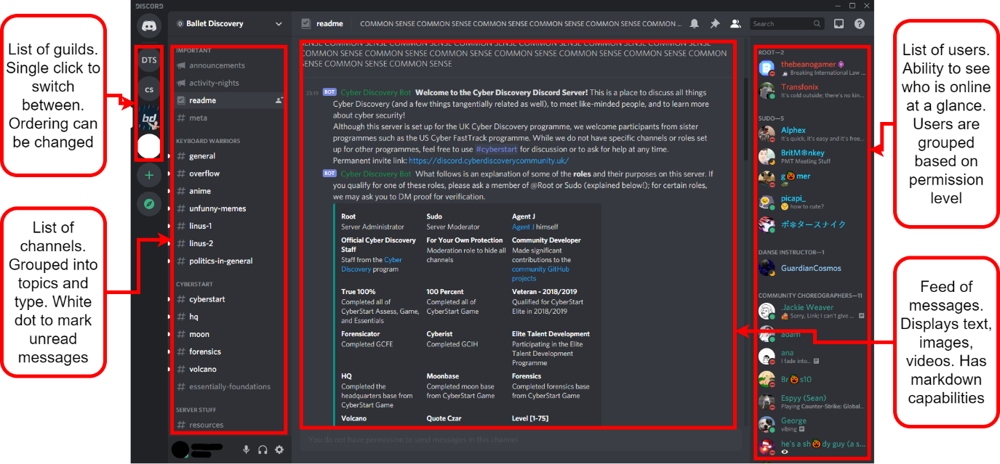 DISCORD
List of guilds.
Single click to
switch
between.
Ordering can
be changed
List of
channels.
Grouped into
topics and
type. White
dot to mark
unread
messages
DTS
CS
bd
Ballet Discovery
IMPORTANT
announcements
activity-nights
readme
meta
KEYBOARD WARRIORS
general
overflow
anime
unfunny-memes
linus-1
linus-2
politics-in-general
CYBERSTART
cyberstart
hq
moon
forensics
volcano
essentially-foundations
SERVER STUFF
resources
readme COMMON SENSE COMMON SENSE COMMON SENSE COMMON SENSE COMMON SENSE COMMON SENSE COMMON ...
Search
SENSE COMMON SENSE COMMON SENSE COMMON SENSE COMMON SENSE COMMON SENSE COMMON SENSE
COMMON SENSE COMMON SENSE COMMON SENSE COMMON SENSE COMMON SENSE COMMON SENSE
SENSE COMMON SENSE COMMON SENSE
23:19 BOT Cyber Discovery Bot Welcome to the Cyber Discovery Discord Server! This is a place to discuss all things
Cyber Discovery (and a few things tangentially related as well), to meet like-minded people, and to learn more
about cyber security!
Although this server is set up for the UK Cyber Discovery programme, we welcome participants from sister
programmes such as the US Cyber FastTrack programme. While we do not have specific channels or roles set
up for other programmes, feel free to use #cyberstart for discussion or to ask for help at any time.
Permanent invite link: https://discord.cyberdiscoverycommunity.uk/
BOT Cyber Discovery Bot What follows is an explanation of some of the roles and their purposes on this server. If
you qualify for one of these roles, please ask a member of @Root or Sudo (explained below!); for certain roles,
we may ask you to DM proof for verification.
Root
Server Administrator
Sudo
Server Moderator
Agent J
Agent J himself
Official Cyber Discovery
Staff
Staff from the Cyber
Discovery program
For Your Own Protection
Moderation role to hide all
channels
Community Developer
Made significant
contributions to the
community GitHub
projects
True 100%
Completed all of
CyberStart Assess, Game,
and Essentials
100 Percent
Completed all of
CyberStart Game
Veteran - 2018/2019
Qualified for CyberStart
Elite in 2018/2019
Forensicator
Completed GCFE
Cyberist
Completed GCIH
Elite Talent Development
Participating in the Elite
Talent Development
Programme
HQ
Completed the
headquarters base from
CyberStart Game
Moonbase
Completed moon base
from CyberStart Game
Forensics
Completed forensics base
from CyberStart Game
Volcano
Quote Czar
Level [1-75]
You do not have permission to send messages in this channel
ROOT—2
thebeanogamer
Breaking International Law ...
Transfonix
It's cold outside; there's no kin...
SUDO—5
Alphex
It's quick, it's easy and it's free...
BritM❄nkey
PMT Meeting Stuff
g🎃mer
picapi_
how to cute?
ポ❄タースナイク
DANSE INSTRUCTOR—1
GuardianCosmos
COMMUNITY CHOREOGRAPHERS—11
.Jackie Weaver
Sorry, Link; I can't give ...
adam
ana
I fade into...
Br🎃s10
Espyy (Sean)
Playing Counter-Strike: Global...
George
vibing
he's a sh🎃dy guy (a s...
List of users.
Ability to see
who is online
at a glance.
Users are
grouped
based on
permission
level
Feed of
messages.
Displays text,
images,
videos. Has
markdown
capabilities